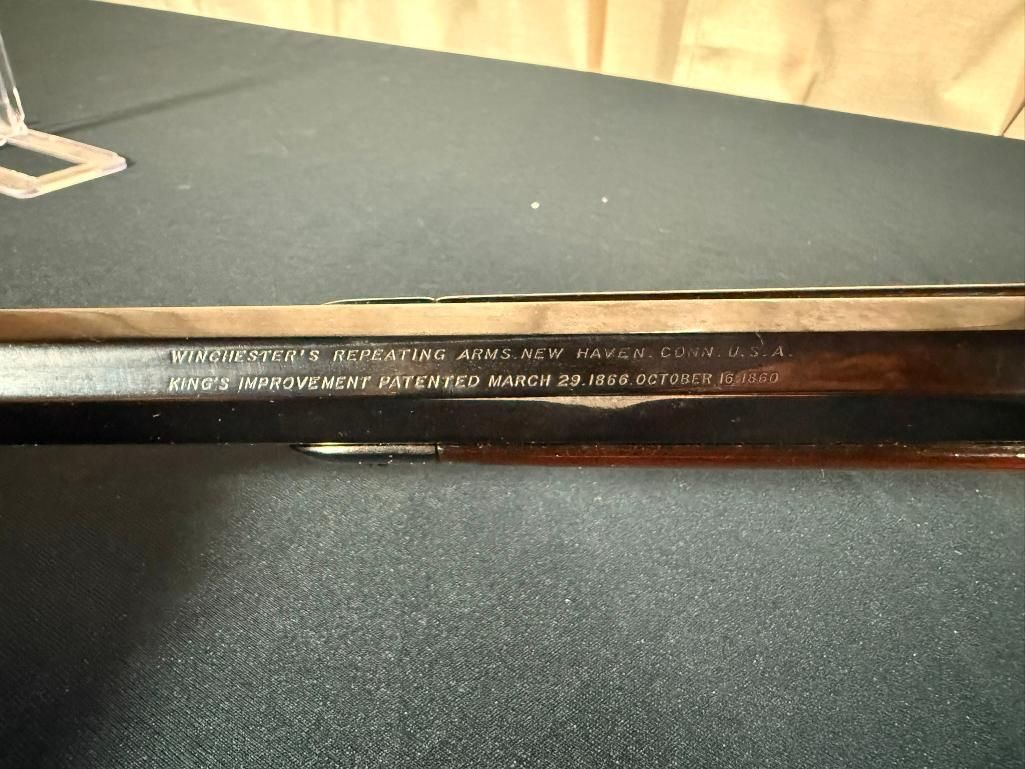 WINCHESTER'S REPEATING ARMS. NEW HAVEN. CONN. U.S.A.
KING'S IMPROVEMENT PATENTED MARCH 29.1866. OCTOBER 16.1860